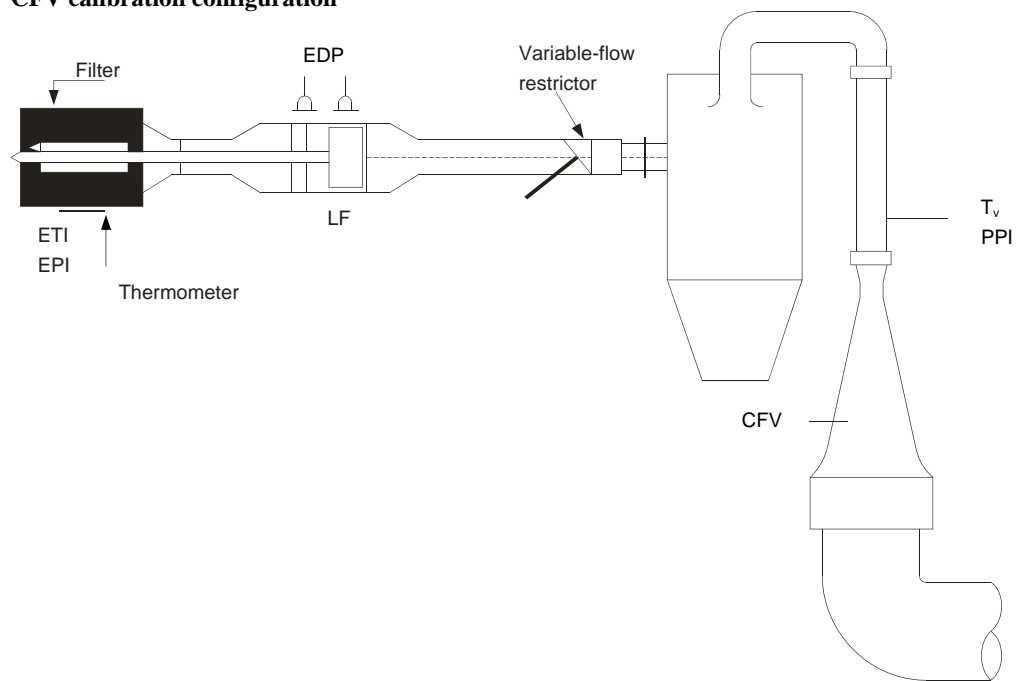 CFV calibration configuration
Filter
EDP
Variable-flow
restrictor
LF
ETI
EPI
Thermometer
Tv
PPI
CFV